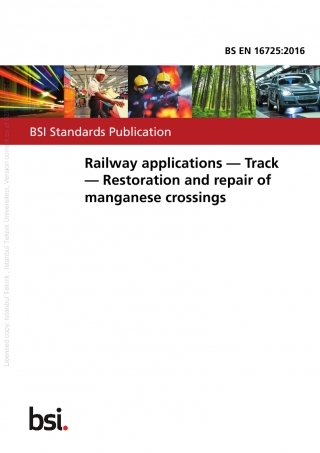 BS EN 16725:2016
BSI Standards Publication
Railway applications — Track
— Restoration and repair of
manganese crossings
Licensed copy: Istanbul Teknik , Istanbul Teknik Universitesi, Version correct as of
bsi.